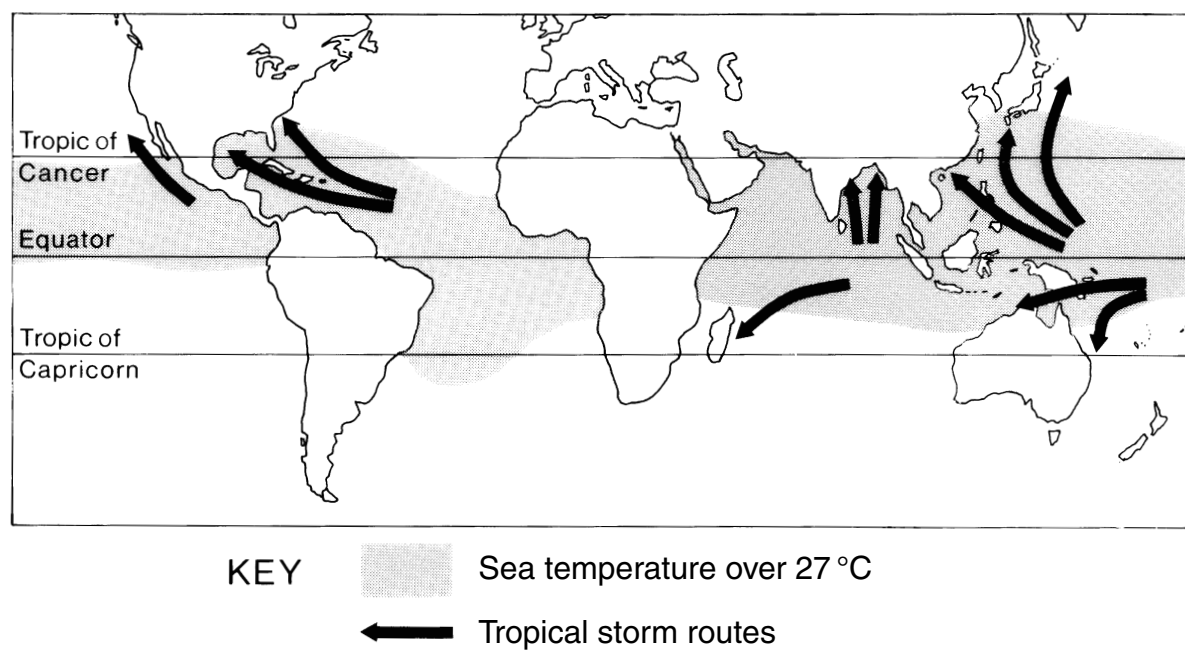 Tropic of
Cancer
Equator
Tropic of
Capricorn
KEY
Sea temperature over 27 °C
Tropical storm routes